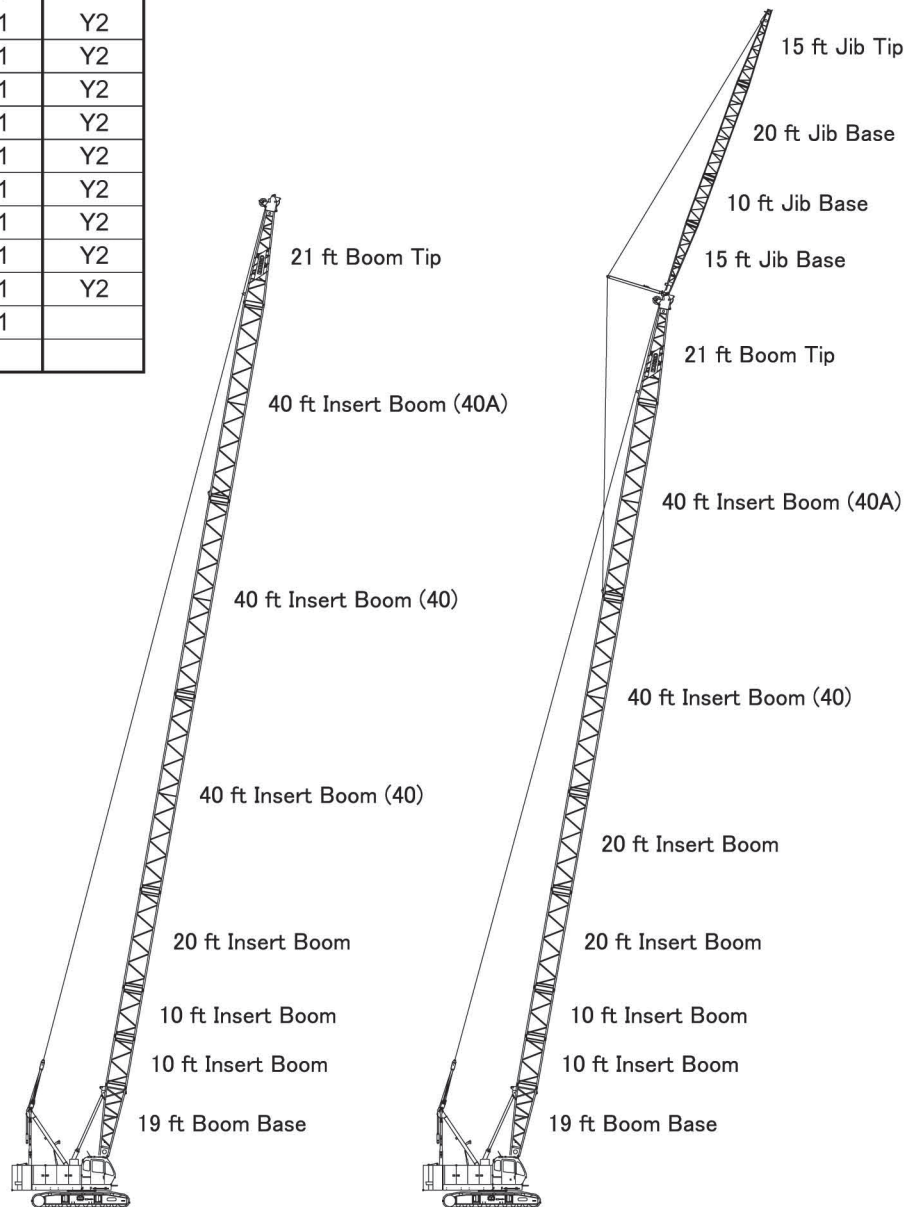 1 Y2
1 Y2
1 Y2
1 Y2
1 Y2
1 Y2
1 Y2
1 Y2
1 Y2
1
21 ft Boom Tip
40 ft Insert Boom (40A)
40 ft Insert Boom (40)
40 ft Insert Boom (40)
20 ft Insert Boom
10 ft Insert Boom
10 ft Insert Boom
19 ft Boom Base
15 ft Jib Tip
20 ft Jib Base
10 ft Jib Base
15 ft Jib Base
21 ft Boom Tip
40 ft Insert Boom (40A)
40 ft Insert Boom (40)
20 ft Insert Boom
20 ft Insert Boom
10 ft Insert Boom
10 ft Insert Boom
19 ft Boom Base